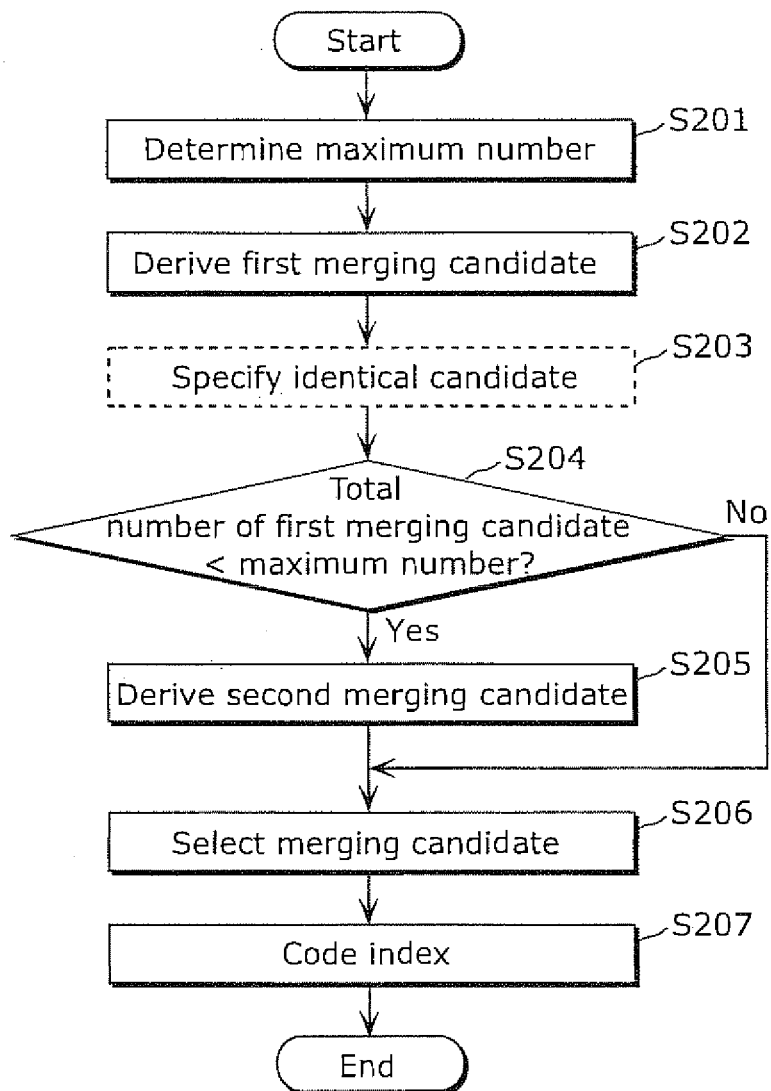 Start
S201
Determine maximum number
S202
Derive first merging candidate
S203
Specify identical candidate
S204
Total
number of first merging candidate
< maximum number?
No
Yes
S205
Derive second merging candidate
S206
Select merging candidate
S207
Code index
End